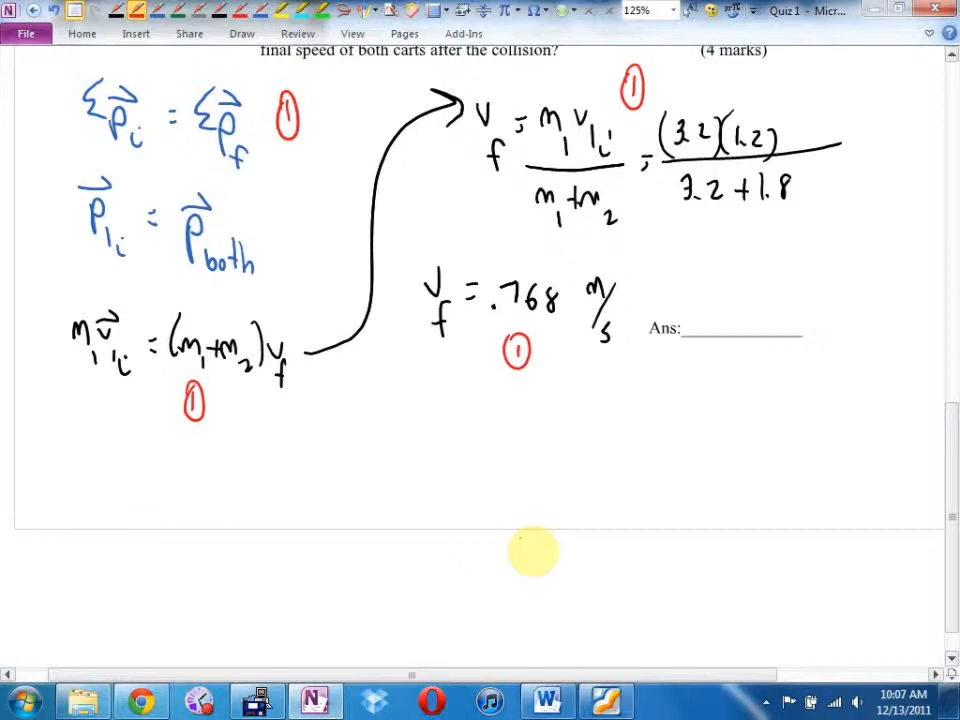 125%
Quiz 1 - Micr...
File Home Insert Share Draw Review View Pages Add-Ins
final speed of both carts after the collision? (4 marks)
Σp⃗i = Σp⃗f ①
p⃗1i = p⃗both
m1v⃗1i = (m1+m2)vf
①
①
vf = m1v1i / m1+m2 = (3.2)(1.2) / 3.2+1.8
vf = .768 m/s
①
Ans:
10:07 AM
12/13/2011